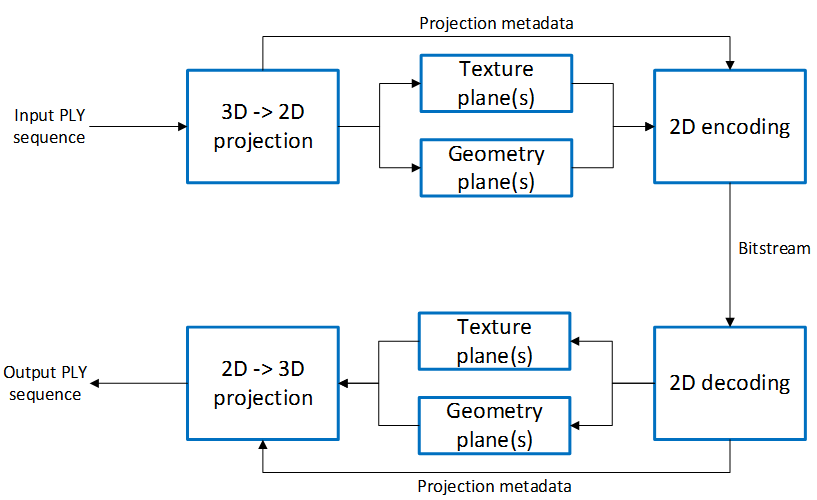 Projection metadata
Input PLY
sequence
3D -> 2D
projection
Texture
plane(s)
Geometry
plane(s)
2D encoding
Bitstream
Output PLY
sequence
2D -> 3D
projection
Texture
plane(s)
Geometry
plane(s)
2D decoding
Projection metadata